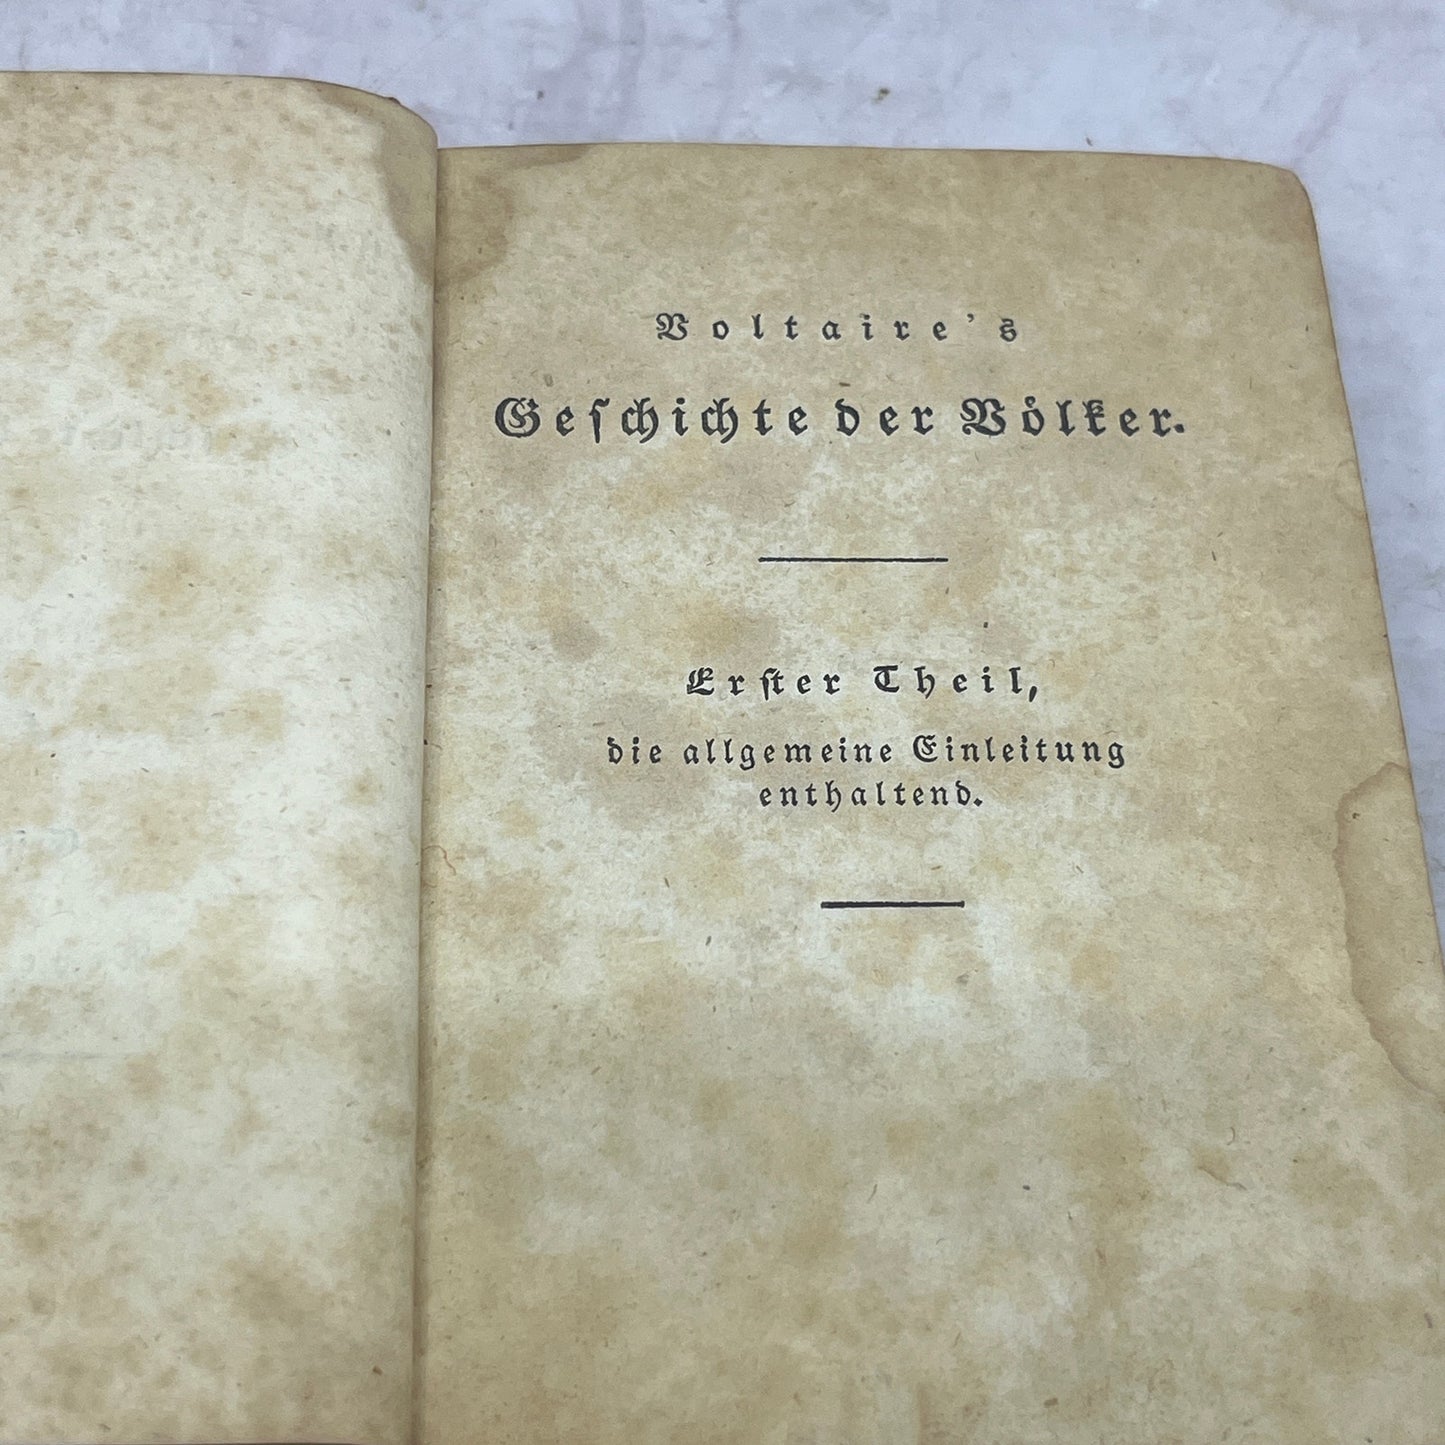 Voltaire's
Geſchichte der Völker.
Erſter Theil,
die allgemeine Einleitung
enthaltend.